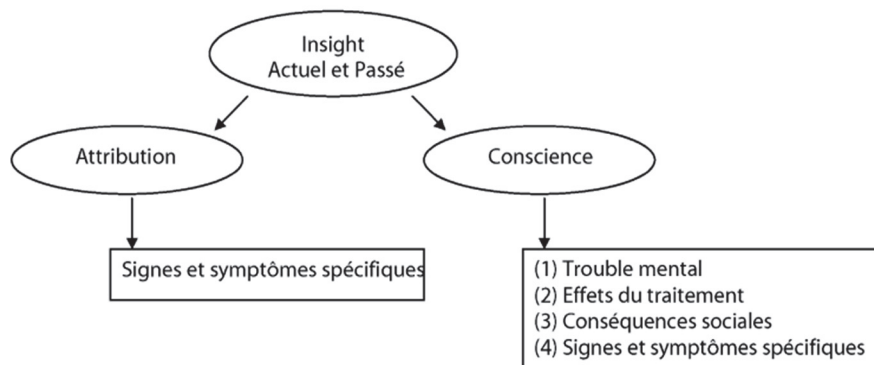 Insight
Actuel et Passé
Attribution
Conscience
Signes et symptômes spécifiques
(1) Trouble mental
(2) Effets du traitement
(3) Conséquences sociales
(4) Signes et symptômes spécifiques